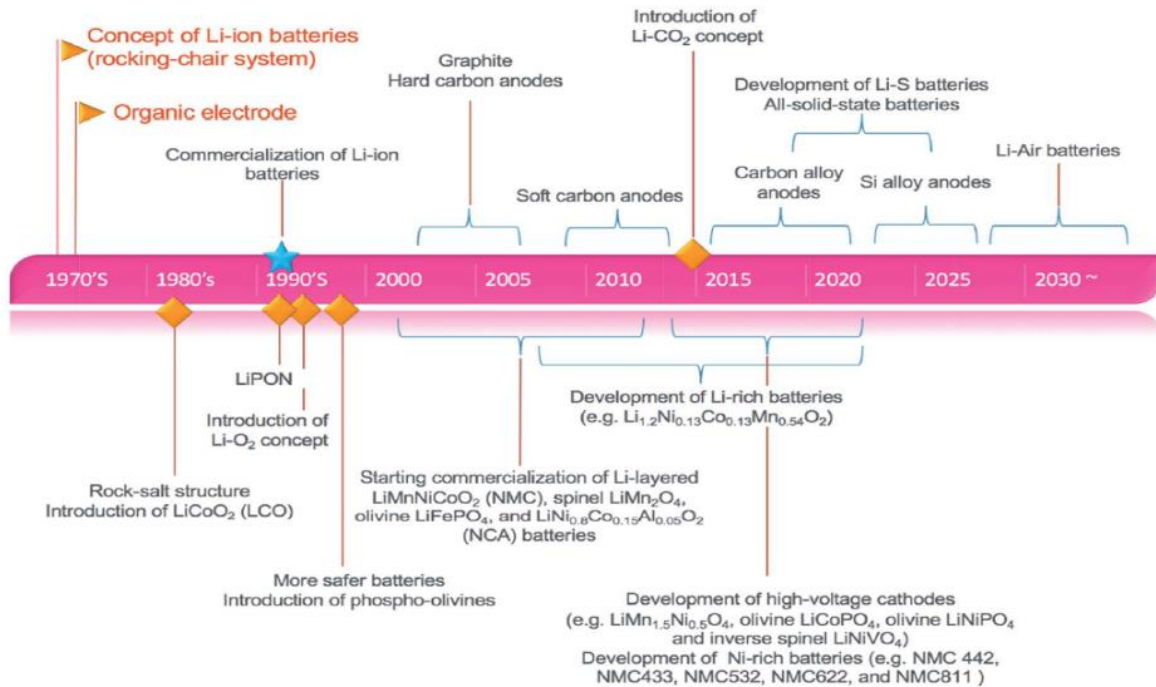 Concept of Li-ion batteries
(rocking-chair system)
Organic electrode
Commercialization of Li-ion
batteries
Graphite
Hard carbon anodes
Soft carbon anodes
Introduction of
Li-CO₂ concept
Development of Li-S batteries
All-solid-state batteries
Carbon alloy
anodes
Si alloy anodes
Li-Air batteries
1970'S
1980's
1990'S
2000
2005
2010
2015
2020
2025
2030 ~
LiPON
Introduction of
Li-O₂ concept
Rock-salt structure
Introduction of LiCoO₂ (LCO)
More safer batteries
Introduction of phospho-olivines
Starting commercialization of Li-layered
LiMnNiCoO₂ (NMC), spinel LiMn₂O₄,
olivine LiFePO₄, and LiNi₀.₈Co₀.₁₅Al₀.₀₅O₂
(NCA) batteries
Development of Li-rich batteries
(e.g. Li₁.₂Ni₀.₁₃Co₀.₁₃Mn₀.₅₄O₂)
Development of high-voltage cathodes
(e.g. LiMn₁.₅Ni₀.₅O₄, olivine LiCoPO₄, olivine LiNiPO₄
and inverse spinel LiNiVO₄)
Development of Ni-rich batteries (e.g. NMC 442,
NMC433, NMC532, NMC622, and NMC811 )